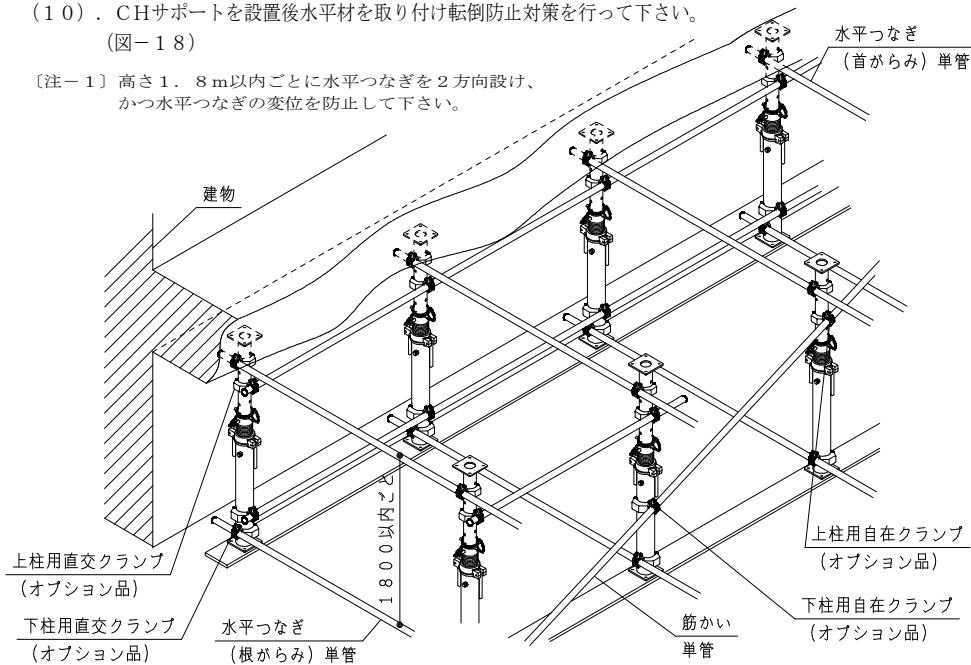 (10). CHサポートを設置後水平材を取り付け転倒防止対策を行って下さい。
(図－18)
〔注－1〕高さ1. 8m以内ごとに水平つなぎを2方向設け、
かつ水平つなぎの変位を防止して下さい。
水平つなぎ
(首がらみ) 単管
建物
1800以内ごと
上柱用直交クランプ
(オプション品)
下柱用直交クランプ
(オプション品)
水平つなぎ
(根がらみ) 単管
上柱用自在クランプ
(オプション品)
下柱用自在クランプ
(オプション品)
筋かい
単管